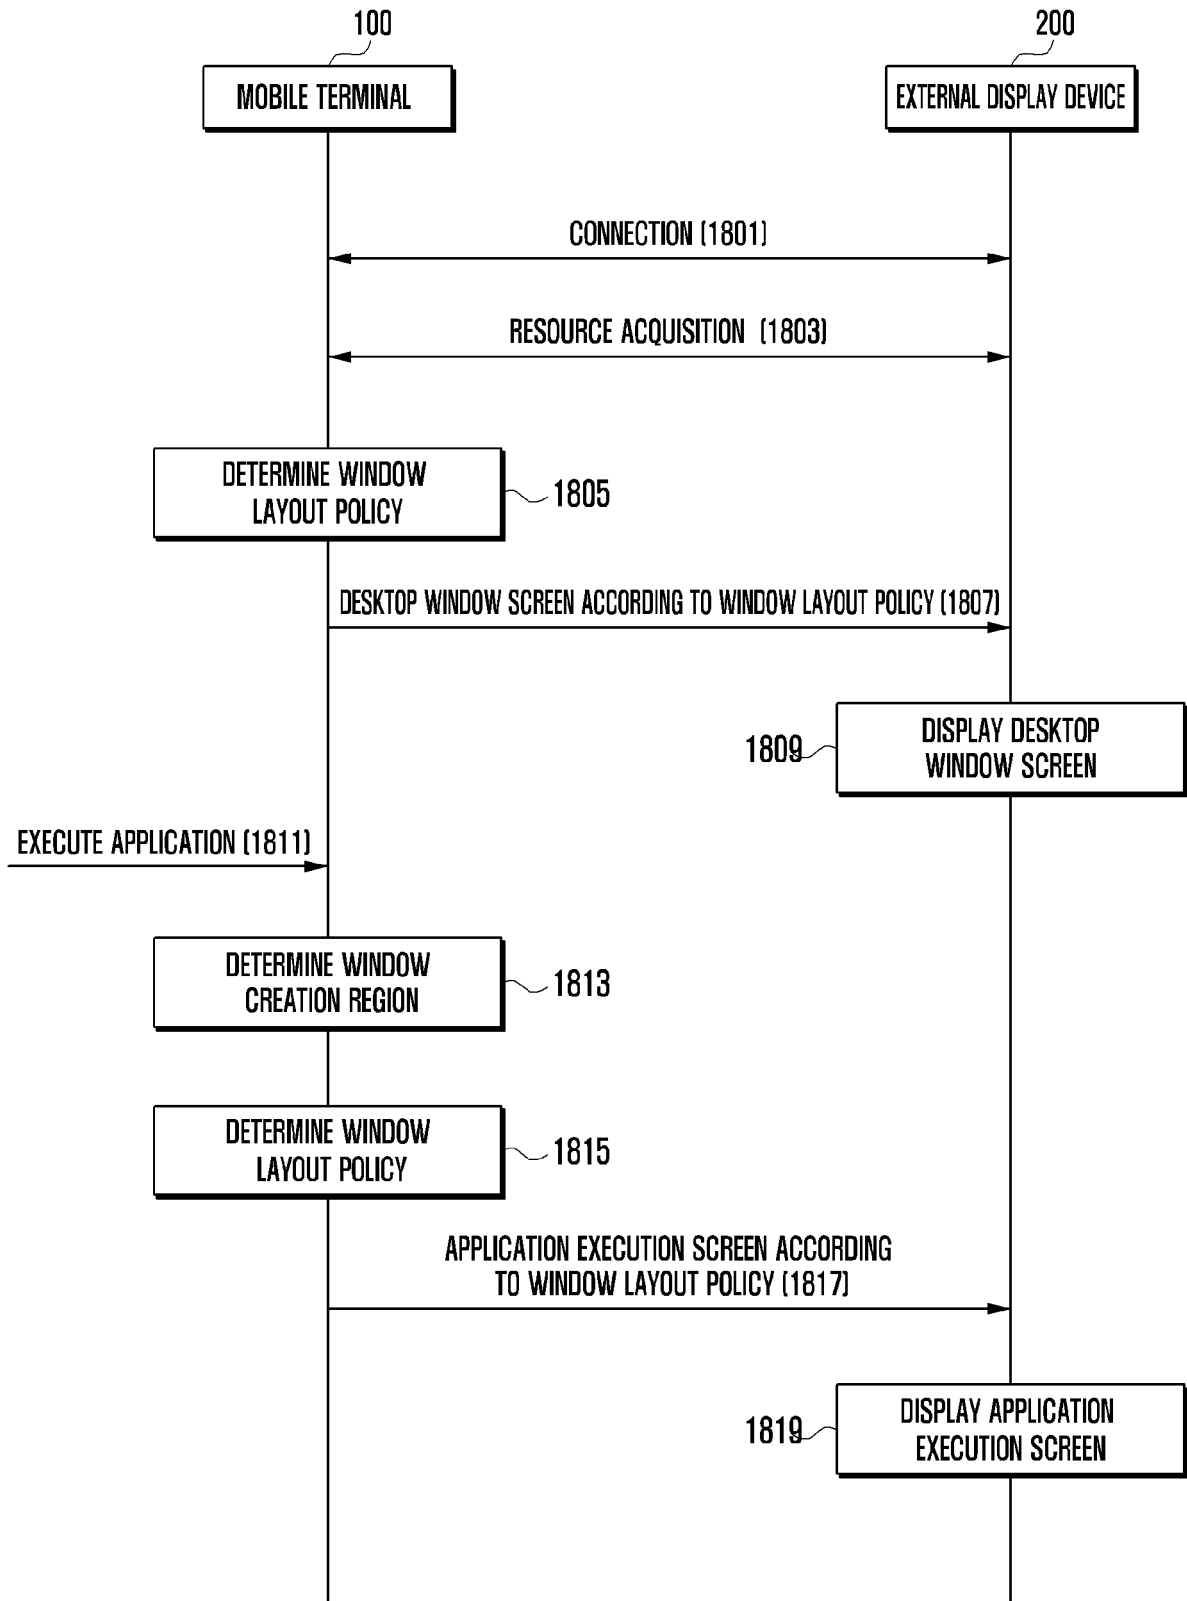 100
200
MOBILE TERMINAL
EXTERNAL DISPLAY DEVICE
CONNECTION (1801)
RESOURCE ACQUISITION (1803)
DETERMINE WINDOW
LAYOUT POLICY
1805
DESKTOP WINDOW SCREEN ACCORDING TO WINDOW LAYOUT POLICY (1807)
DISPLAY DESKTOP
WINDOW SCREEN
1809
EXECUTE APPLICATION (1811)
DETERMINE WINDOW
CREATION REGION
1813
DETERMINE WINDOW
LAYOUT POLICY
1815
APPLICATION EXECUTION SCREEN ACCORDING
TO WINDOW LAYOUT POLICY (1817)
DISPLAY APPLICATION
EXECUTION SCREEN
1819